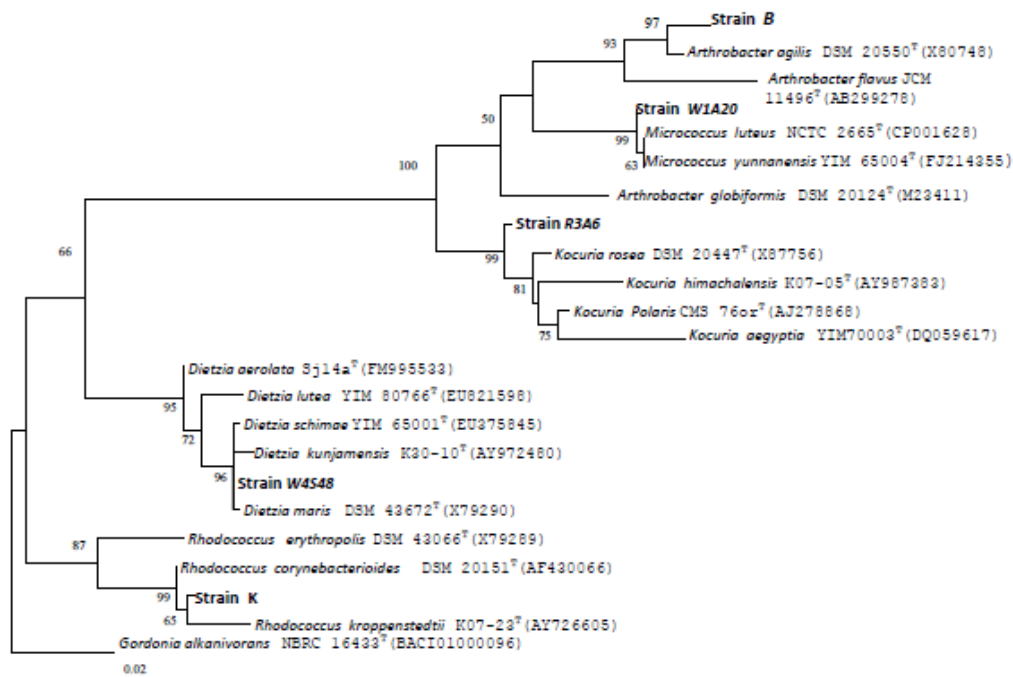 97
Strain B
93
Arthrobacter agilis DSM 20550ᵀ(X80748)
Arthrobacter flavus JCM
11496ᵀ(AB299278)
Strain W1A20
50
99
Micrococcus luteus NCTC 2665ᵀ(CP001628)
63
Micrococcus yunnanensis YIM 65004ᵀ(FJ214355)
100
Arthrobacter globiformis DSM 20124ᵀ(M23411)
Strain R3A6
66
99
Kocuria rosea DSM 20447ᵀ(X87756)
81
Kocuria himachalensis K07-05ᵀ(AY987383)
Kocuria Polaris CMS 76orᵀ(AJ278868)
75
Kocuria aegyptia YIM70003ᵀ(DQ059617)
Dietzia aerolata Sj14aᵀ(FM995533)
95
Dietzia lutea YIM 80766ᵀ(EU821598)
72
Dietzia schimae YIM 65001ᵀ(EU375845)
Dietzia kunjamensis K30-10ᵀ(AY972480)
96
Strain W4S48
Dietzia maris DSM 43672ᵀ(X79290)
87
Rhodococcus erythropolis DSM 43066ᵀ(X79289)
Rhodococcus corynebacterioides DSM 20151ᵀ(AF430066)
99
Strain K
65
Rhodococcus kroppenstedtii K07-23ᵀ(AY726605)
Gordonia alkanivorans NBRC 16433ᵀ(BACI01000096)
0.02